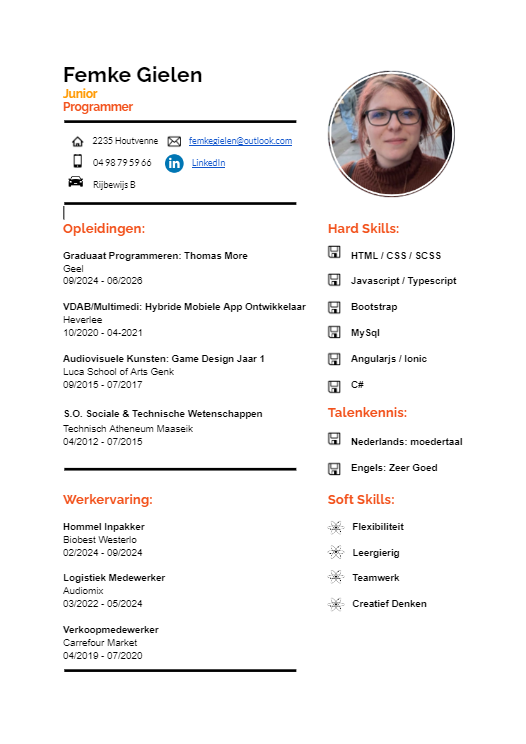 Femke Gielen
Junior
Programmer
2235 Houtvenne
femkegielen@outlook.com
04 98 79 59 66
LinkedIn
Rijbewijs B
Opleidingen:
Graduaat Programmeren: Thomas More
Geel
09/2024 - 06/2026
VDAB/Multimedi: Hybride Mobiele App Ontwikkelaar
Heverlee
10/2020 - 04-2021
Audiovisuele Kunsten: Game Design Jaar 1
Luca School of Arts Genk
09/2015 - 07/2017
S.O. Sociale & Technische Wetenschappen
Technisch Atheneum Maaseik
04/2012 - 07/2015
Werkervaring:
Hommel Inpakker
Biobest Westerlo
02/2024 - 09/2024
Logistiek Medewerker
Audiomix
03/2022 - 05/2024
Verkoopmedewerker
Carrefour Market
04/2019 - 07/2020
Hard Skills:
HTML / CSS / SCSS
Javascript / Typescript
Bootstrap
MySql
Angularjs / Ionic
C#
Talenkennis:
Nederlands: moedertaal
Engels: Zeer Goed
Soft Skills:
Flexibiliteit
Leergierig
Teamwerk
Creatief Denken